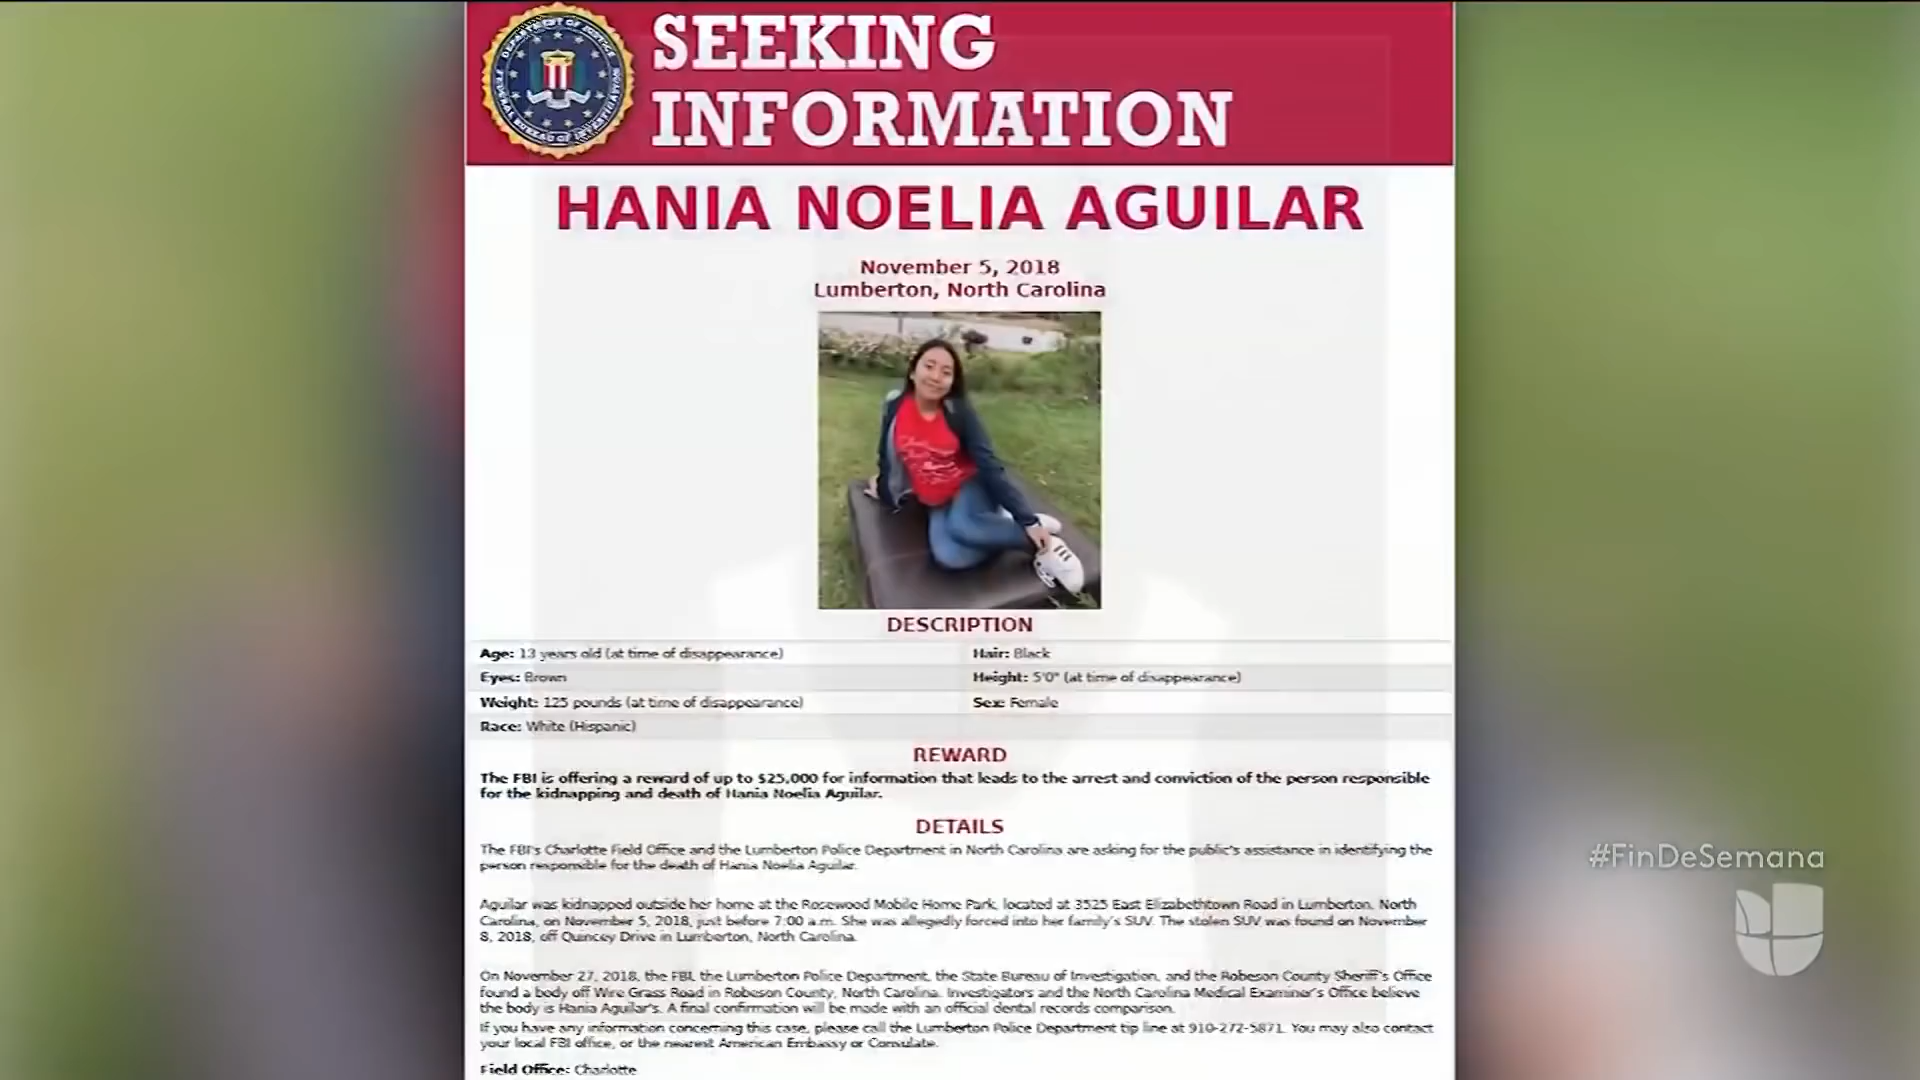 SEEKING
INFORMATION
HANIA NOELIA AGUILAR
November 5, 2018
Lumberton, North Carolina
DESCRIPTION
Age: 13 years old (at time of disappearance)
Hair: Black
Eyes: Brown
Height: 5'0" (at time of disappearance)
Weight: 125 pounds (at time of disappearance)
Sex: Female
Race: White (Hispanic)
REWARD
The FBI is offering a reward of up to $25,000 for information that leads to the arrest and conviction of the person responsible
for the kidnapping and death of Hania Noelia Aguilar.
DETAILS
The FBI's Charlotte Field Office and the Lumberton Police Department in North Carolina are asking for the public's assistance in identifying the
person responsible for the death of Hania Noelia Aguilar.
Aguilar was kidnapped outside her home at the Rosewood Mobile Home Park, located at 3525 East Elizabethtown Road in Lumberton, North
Carolina, on November 5, 2018, just before 7:00 a.m. She was allegedly forced into her family's SUV. The stolen SUV was found on November
8, 2018, off Quincey Drive in Lumberton, North Carolina.
On November 27, 2018, the FBI, the Lumberton Police Department, the State Bureau of Investigation, and the Robeson County Sheriff's Office
found a body off Wire Grass Road in Robeson County, North Carolina. Investigators and the North Carolina Medical Examiner's Office believe
the body is Hania Aguilar's. A final confirmation will be made with an official dental records comparison.
If you have any information concerning this case, please call the Lumberton Police Department tip line at 910-272-5871. You may also contact
your local FBI office, or the nearest American Embassy or Consulate.
Field Office: Charlotte
#FinDeSemana
DEPARTMENT OF JUSTICE
FEDERAL BUREAU OF INVESTIGATION